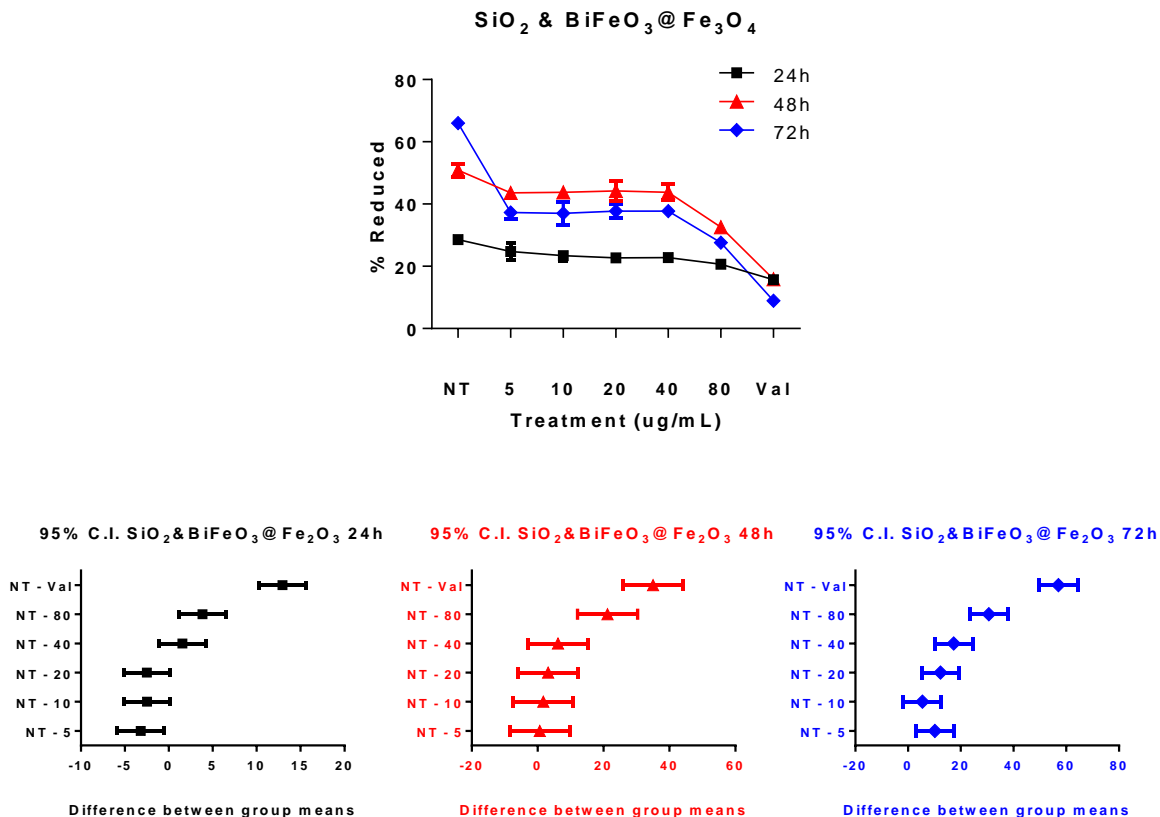 SiO₂ & BiFeO₃@Fe₃O₄
24h
48h
72h
80
60
40
20
0
% Reduced
NT 5 10 20 40 80 Val
Treatment (ug/mL)
95% C.I. SiO₂&BiFeO₃@Fe₂O₃ 24h
NT - Val
NT - 80
NT - 40
NT - 20
NT - 10
NT - 5
-10 -5 0 5 10 15 20
Difference between group means
95% C.I. SiO₂&BiFeO₃@Fe₂O₃ 48h
NT - Val
NT - 80
NT - 40
NT - 20
NT - 10
NT - 5
-20 0 20 40 60
Difference between group means
95% C.I. SiO₂&BiFeO₃@Fe₂O₃ 72h
NT - Val
NT - 80
NT - 40
NT - 20
NT - 10
NT - 5
-20 0 20 40 60 80
Difference between group means